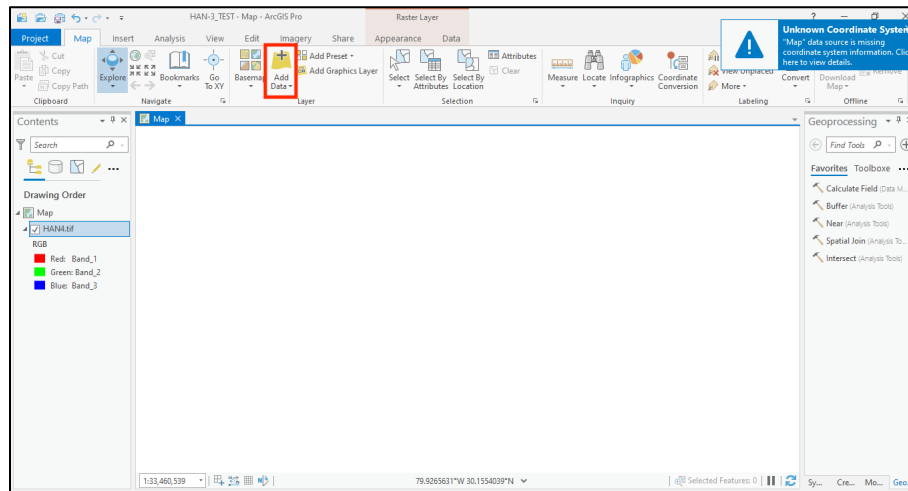 HAN-3_TEST - Map - ArcGIS Pro
Raster Layer
?
Project Map Insert Analysis View Edit Imagery Share Appearance Data
Unknown Coordinate System
"Map" data source is missing
coordinate system information. Clic
here to view details.
Paste
Cut
Copy
Copy Path
Clipboard
Explore
Bookmarks
Go
To XY
Navigate
Basemap
Add
Data
Add Preset
Add Graphics Layer
Layer
Select
Select By
Attributes
Select By
Location
Attributes
Clear
Selection
Measure
Locate
Infographics
Coordinate
Conversion
Inquiry
View Unplaced
More
Labeling
Convert
Download
Map
Remove
Offline
Contents
Search
Drawing Order
Map
HAN4.tif
RGB
Red: Band_1
Green: Band_2
Blue: Band_3
Map
1:33,460,539
79.9265631°W 30.1554039°N
Selected Features: 0
Geoprocessing
Find Tools
Favorites Toolboxe
Calculate Field (Data M...
Buffer (Analysis Tools)
Near (Analysis Tools)
Spatial Join (Analysis To...
Intersect (Analysis Tools)
Sy... Cre... Mo... Geo.